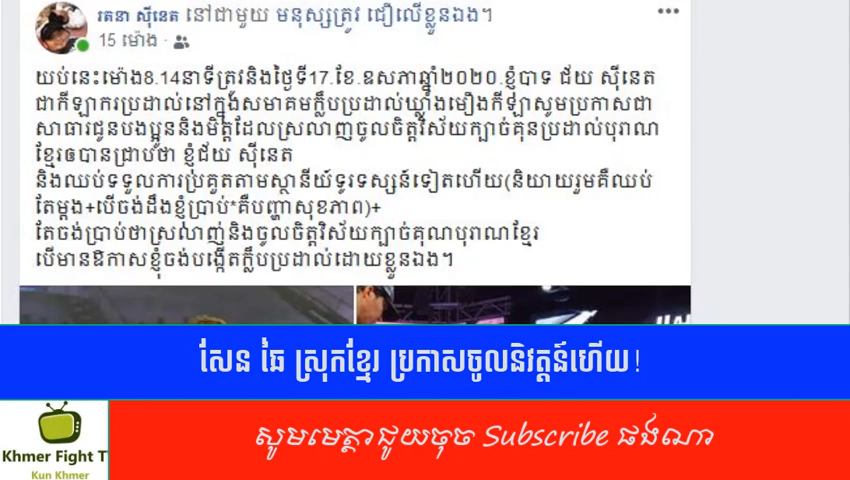 រតនា ស៊ីនេត នៅជាមួយ មនុស្សត្រូវ ជឿលើខ្លួនឯង។
15 ម៉ោង
យប់នេះម៉ោង8.14នាទីត្រូវនិងថ្ងៃទី17.ខែ.ឧសភាឆ្នាំ២០២០.ខ្ញុំបាទ ជ័យ ស៊ីនេត
ជាកីឡាករប្រដាល់នៅក្នុងសមាគមក្លឹបប្រដាល់ឃ្លាំងមឿងកីឡាសូមប្រកាសជា
សាធារជូនបងប្អូននិងមិត្តដែលស្រលាញចូលចិត្តវិស័យក្បាច់គុនប្រដាល់បុរាណ
ខ្មែរឲបានជ្រាបថា ខ្ញុំជ័យ ស៊ីនេត
និងឈប់ទទួលការប្រគួតតាមស្ថានីយ៍ទូរទស្សន៍ទៀតហើយ(និយាយរួមគឺឈប់
តែម្ដង+បើចង់ដឹងខ្ញុំប្រាប់*គឺបញ្ហាសុខភាព)+
តែចង់ប្រាប់ថាស្រលាញ់និងចូលចិត្តវិស័យក្បាច់គុណបុរាណខ្មែរ
បើមានឱកាសខ្ញុំចង់បង្កើតក្លឹបប្រដាល់ដោយខ្លួនឯង។
សែន ឆៃ ស្រុកខ្មែរ ប្រកាសចូលនិវត្តន៍ហើយ!
សូមមេត្តាជួយចុច Subscribe ផងណា
Khmer Fight T
Kun Khmer